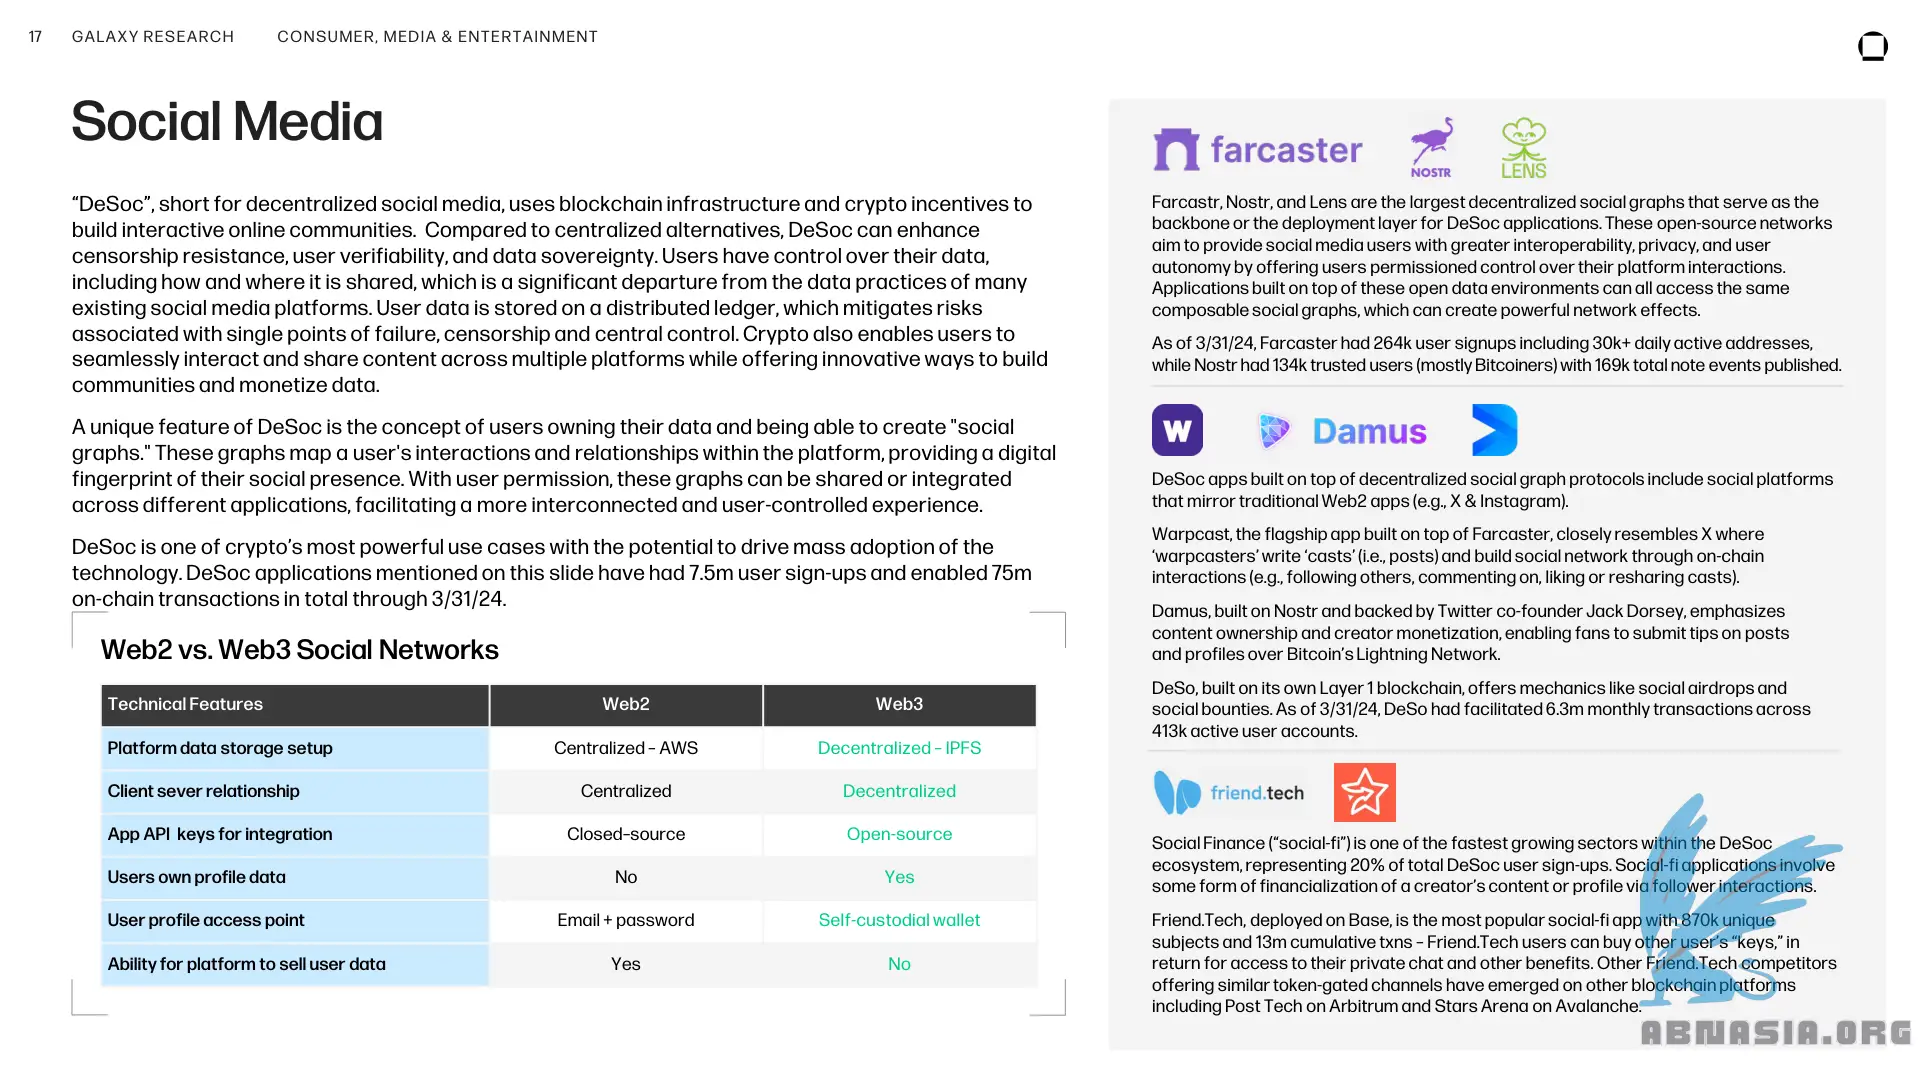 17 GALAXY RESEARCH CONSUMER, MEDIA & ENTERTAINMENT
Social Media
“DeSoc”, short for decentralized social media, uses blockchain infrastructure and crypto incentives to
build interactive online communities.  Compared to centralized alternatives, DeSoc can enhance
censorship resistance, user verifiability, and data sovereignty. Users have control over their data,
including how and where it is shared, which is a significant departure from the data practices of many
existing social media platforms. User data is stored on a distributed ledger, which mitigates risks
associated with single points of failure, censorship and central control. Crypto also enables users to
seamlessly interact and share content across multiple platforms while offering innovative ways to build
communities and monetize data.
A unique feature of DeSoc is the concept of users owning their data and being able to create "social
graphs." These graphs map a user's interactions and relationships within the platform, providing a digital
fingerprint of their social presence. With user permission, these graphs can be shared or integrated
across different applications, facilitating a more interconnected and user-controlled experience.
DeSoc is one of crypto’s most powerful use cases with the potential to drive mass adoption of the
technology. DeSoc applications mentioned on this slide have had 7.5m user sign-ups and enabled 75m
on-chain transactions in total through 3/31/24.
Web2 vs. Web3 Social Networks
Technical Features Web2 Web3
Platform data storage setup Centralized – AWS Decentralized – IPFS
Client sever relationship Centralized Decentralized
App API  keys for integration Closed–source Open-source
Users own profile data No Yes
User profile access point Email + password Self-custodial wallet
Ability for platform to sell user data Yes No
farcaster NOSTR LENS
Farcastr, Nostr, and Lens are the largest decentralized social graphs that serve as the
backbone or the deployment layer for DeSoc applications. These open-source networks
aim to provide social media users with greater interoperability, privacy, and user
autonomy by offering users permissioned control over their platform interactions.
Applications built on top of these open data environments can all access the same
composable social graphs, which can create powerful network effects.
As of 3/31/24, Farcaster had 264k user signups including 30k+ daily active addresses,
while Nostr had 134k trusted users (mostly Bitcoiners) with 169k total note events published.
W Damus
DeSoc apps built on top of decentralized social graph protocols include social platforms
that mirror traditional Web2 apps (e.g., X & Instagram).
Warpcast, the flagship app built on top of Farcaster, closely resembles X where
‘warpcasters’ write ‘casts’ (i.e., posts) and build social network through on-chain
interactions (e.g., following others, commenting on, liking or resharing casts).
Damus, built on Nostr and backed by Twitter co-founder Jack Dorsey, emphasizes
content ownership and creator monetization, enabling fans to submit tips on posts
and profiles over Bitcoin’s Lightning Network.
DeSo, built on its own Layer 1 blockchain, offers mechanics like social airdrops and
social bounties. As of 3/31/24, DeSo had facilitated 6.3m monthly transactions across
413k active user accounts.
friend.tech
Social Finance (“social-fi”) is one of the fastest growing sectors within the DeSoc
ecosystem, representing 20% of total DeSoc user sign-ups. Social-fi applications involve
some form of financialization of a creator’s content or profile via follower interactions.
Friend.Tech, deployed on Base, is the most popular social-fi app with 870k unique
subjects and 13m cumulative txns – Friend.Tech users can buy other user’s “keys,” in
return for access to their private chat and other benefits. Other Friend.Tech competitors
offering similar token-gated channels have emerged on other blockchain platforms
including Post Tech on Arbitrum and Stars Arena on Avalanche.
ABNASIA.ORG